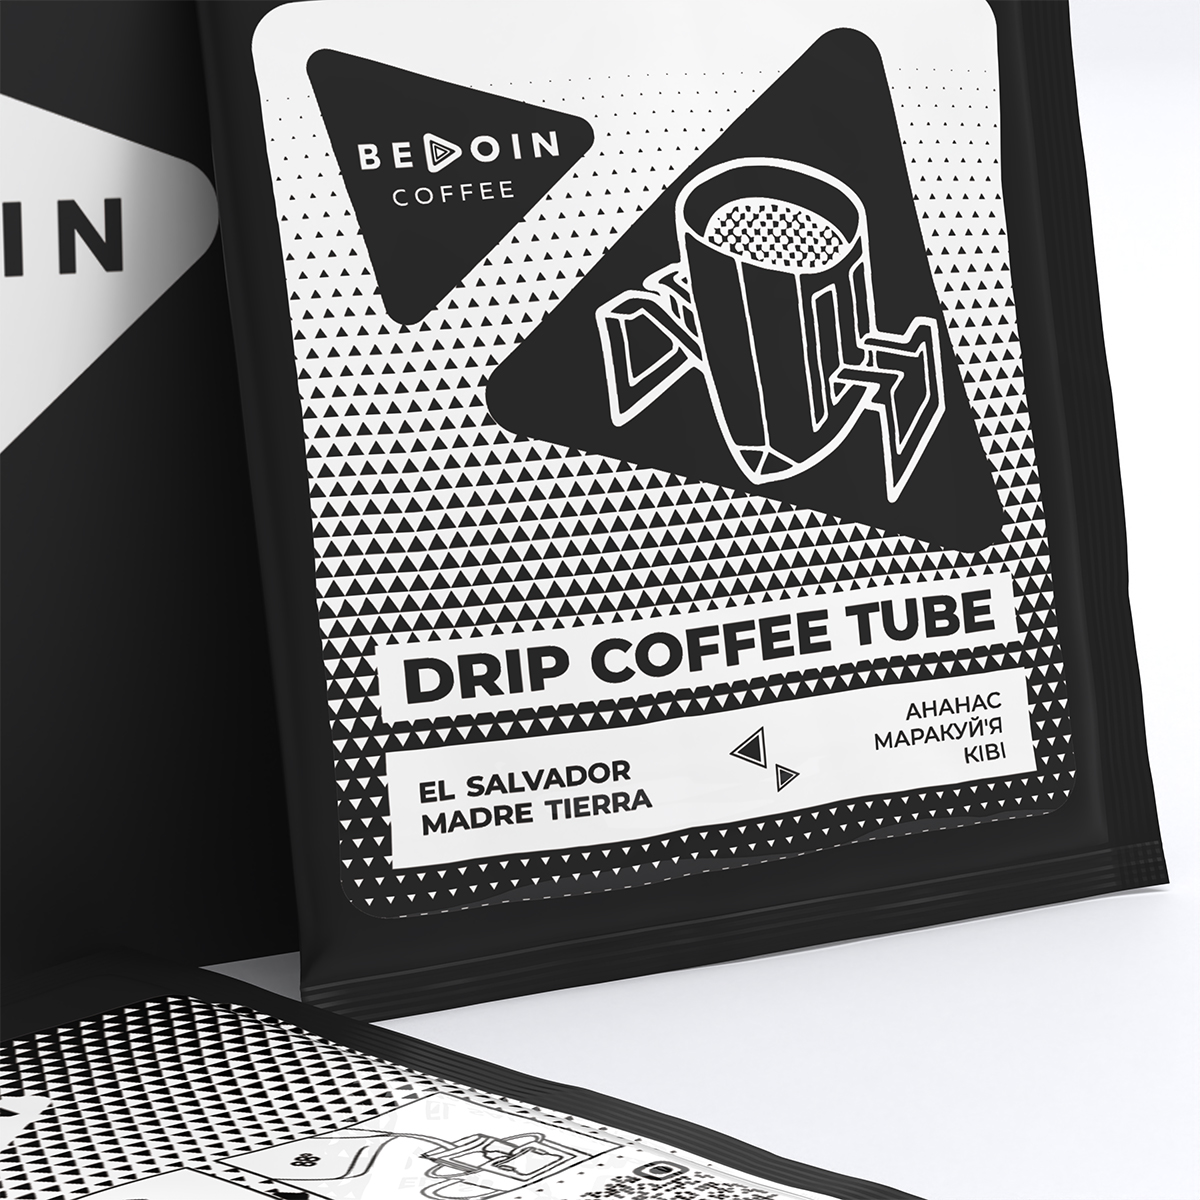 BEDOIN
COFFEE
IN
DRIP COFFEE TUBE
EL SALVADOR
MADRE TIERRA
АНАНАС
МАРАКУЙ'Я
КІВІ